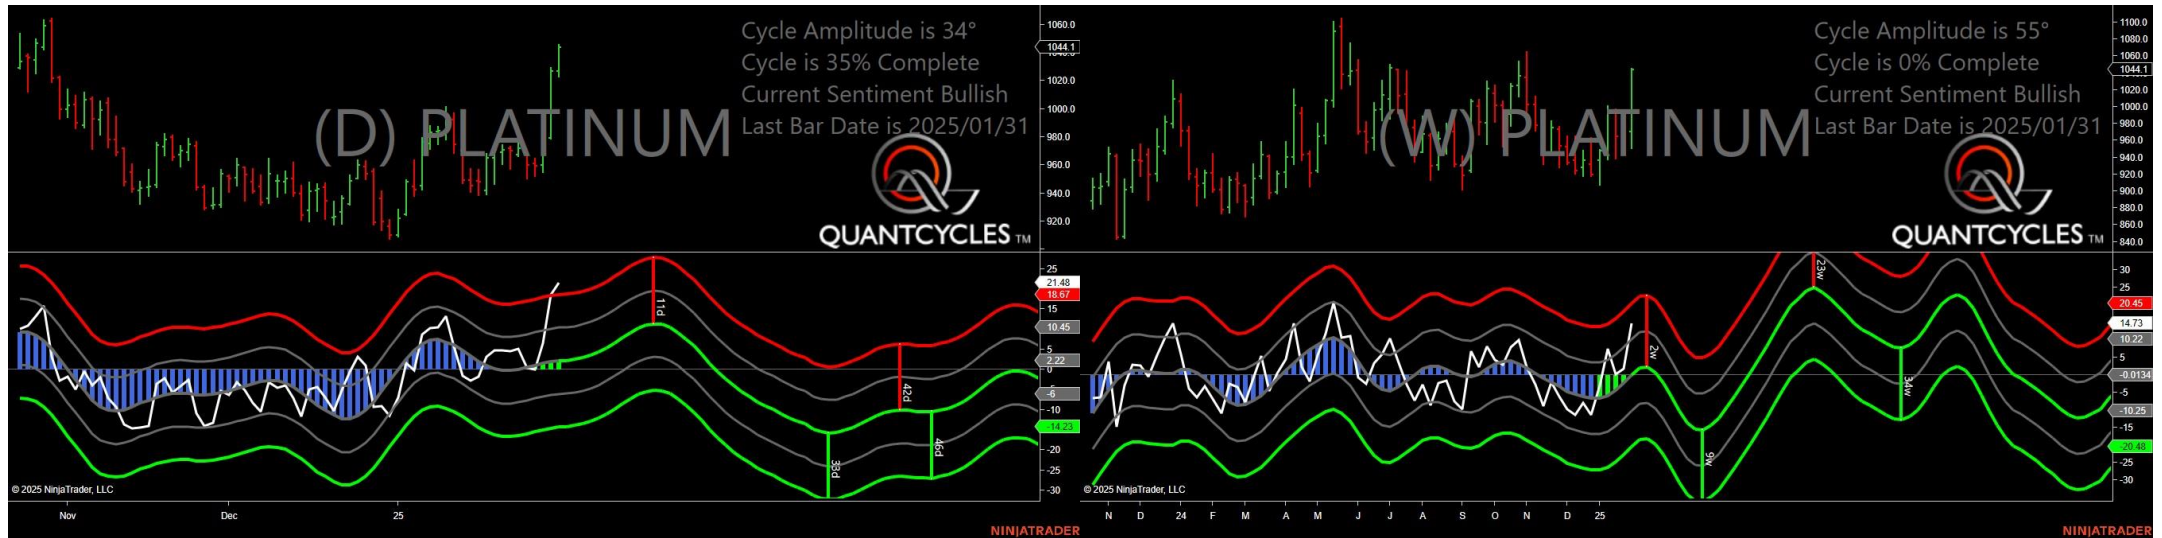 Cycle Amplitude is 34°
Cycle is 35% Complete
Current Sentiment Bullish
Last Bar Date is 2025/01/31
(D) PLATINUM
QUANTCYCLES TM
1060.0
1044.1
1020.0
1000.0
980.0
960.0
940.0
920.0
25
21.48
18.67
15
10.45
5
2.22
0
-5
-6
-10
-14.23
-20
-25
-30
11d
33d
42d
46d
© 2025 NinjaTrader, LLC
Nov
Dec
25
NINJATRADER
Cycle Amplitude is 55°
Cycle is 0% Complete
Current Sentiment Bullish
Last Bar Date is 2025/01/31
(W) PLATINUM
QUANTCYCLES TM
1100.0
1080.0
1060.0
1044.1
1020.0
1000.0
980.0
960.0
940.0
920.0
900.0
880.0
860.0
840.0
30
25
20.45
14.73
10.22
5
-0.0134
-5
-10.25
-15
-20.48
-25
-30
2w
9w
23w
34w
© 2025 NinjaTrader, LLC
N D 24 F M A M J J A S O N D 25
NINJATRADER